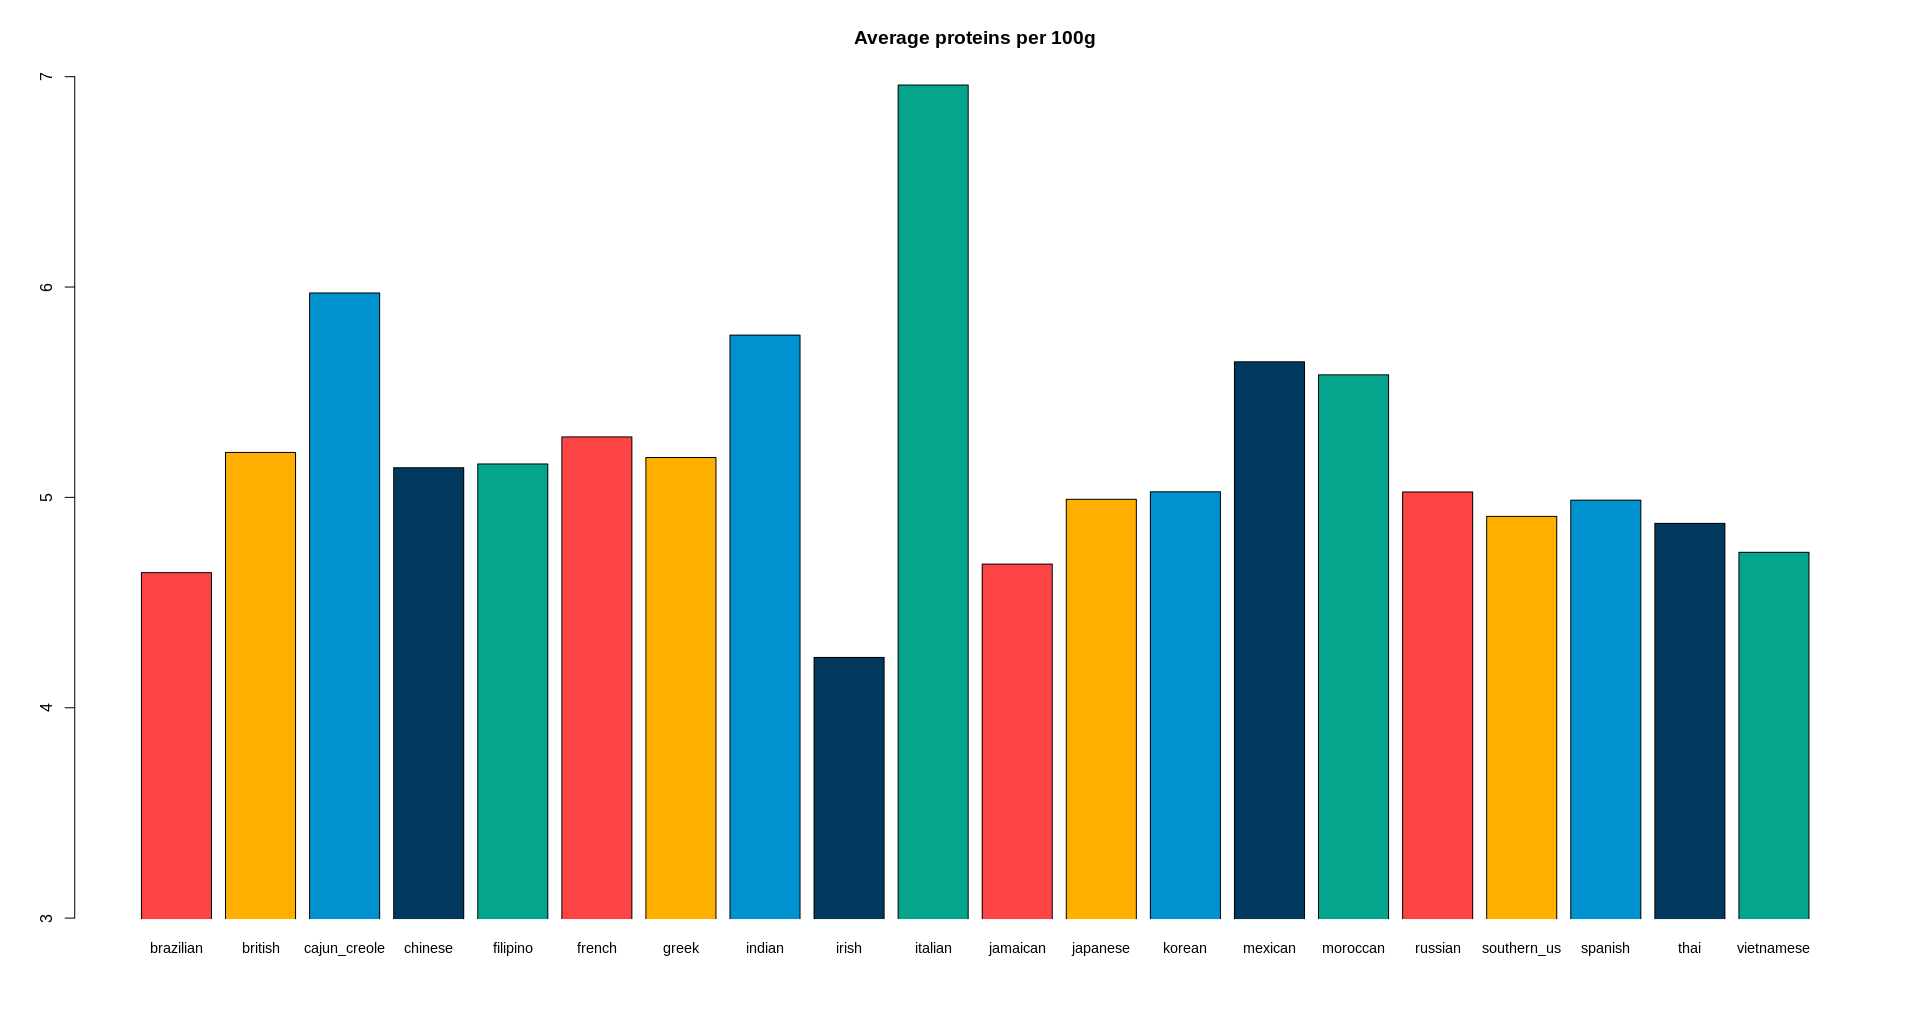 Average proteins per 100g
7
6
5
4
3
brazilian british cajun_creole chinese filipino french greek indian irish italian jamaican japanese korean mexican moroccan russian southern_us spanish thai vietnamese